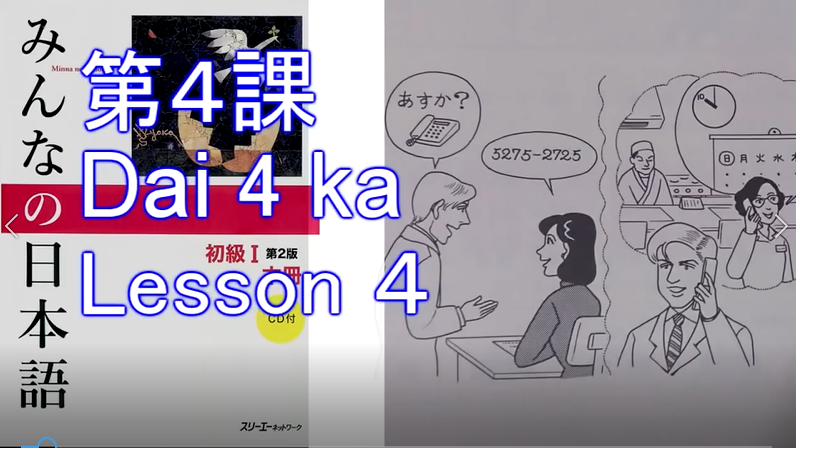 みんなの日本語
Minna no
第4課
Dai 4 ka
Lesson 4
初級 I 第2版
本冊
CD付
スリーエーネットワーク
あすか?
5275-2725
10
日月火水木